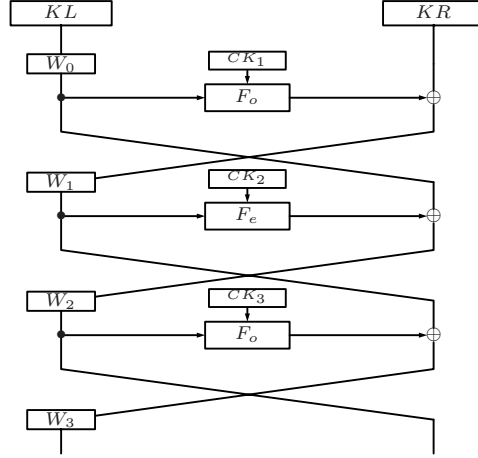 KL KR
W₀ CK₁
Fₒ
W₁ CK₂
Fₑ
W₂ CK₃
Fₒ
W₃